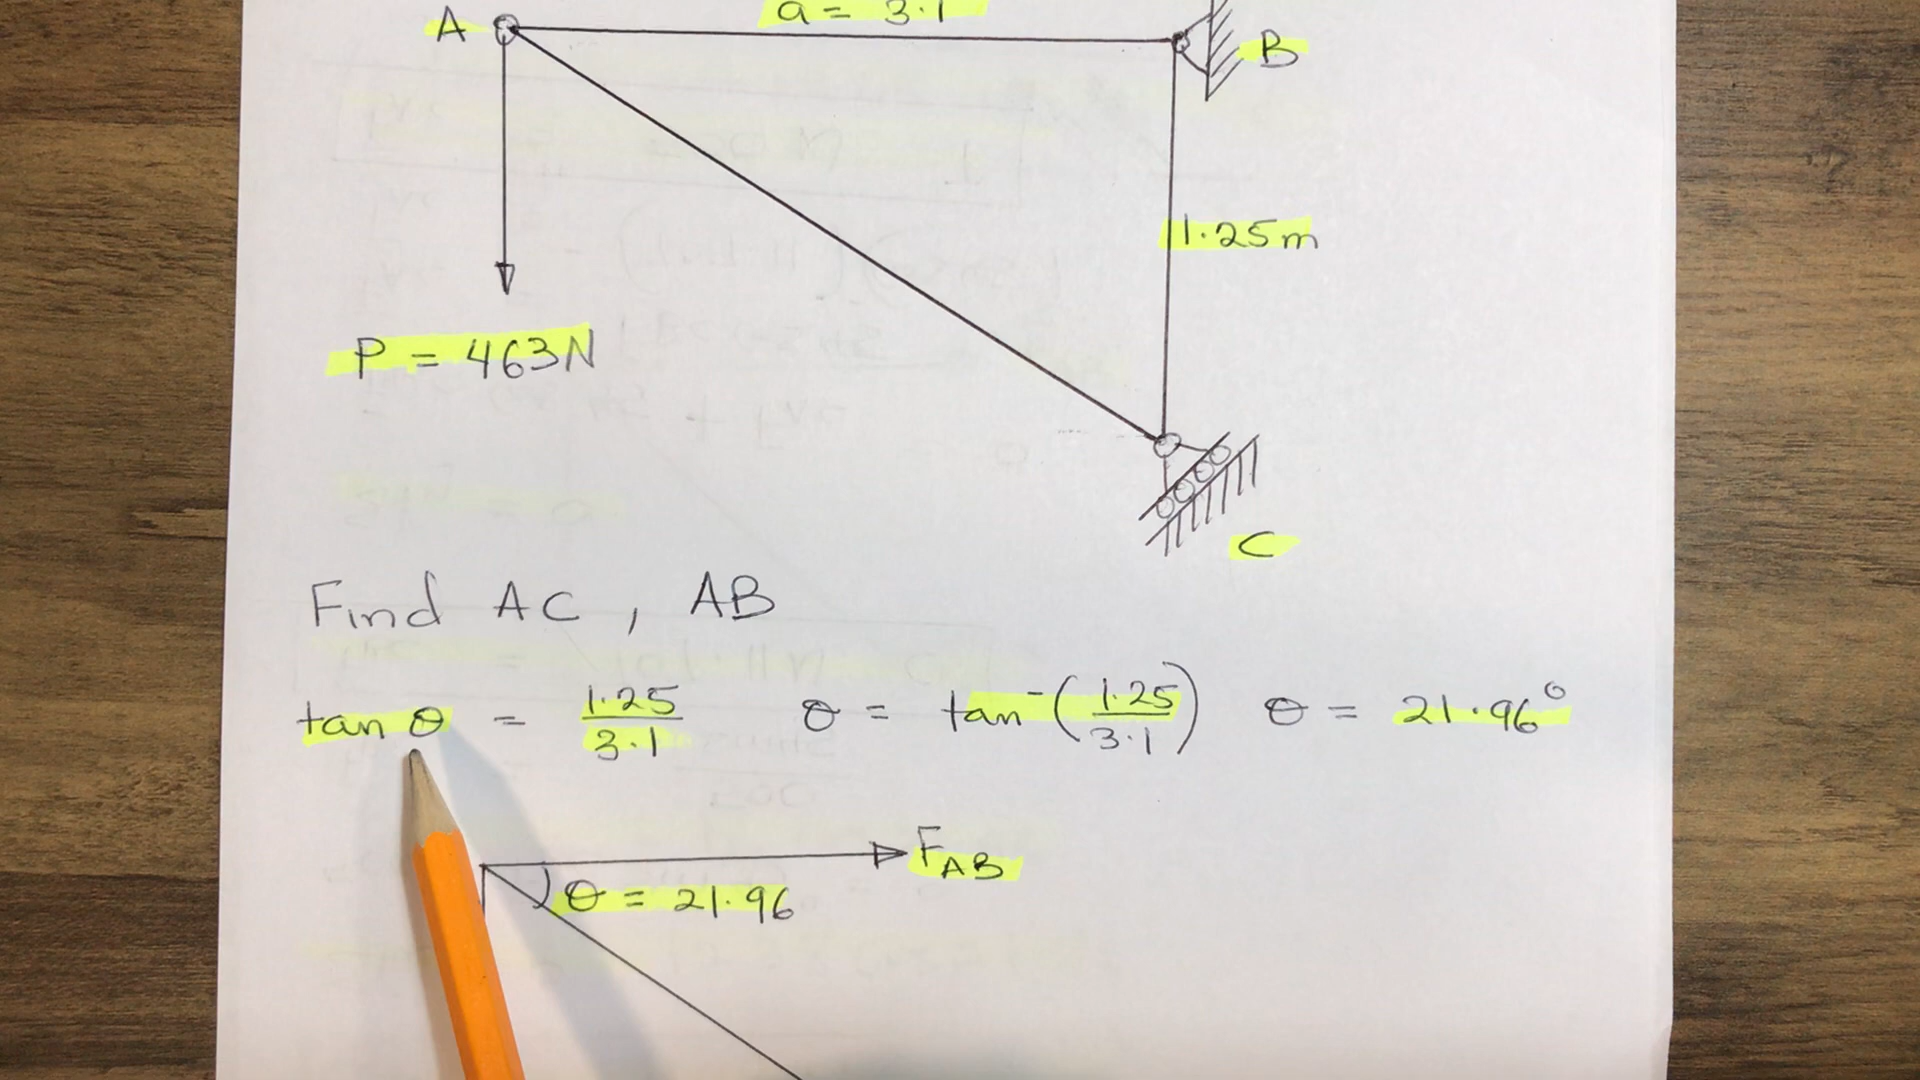 a = 3.1
A
B
1.25m
P = 463N
C
Find AC , AB
tan θ = 1.25/3.1 θ = tan⁻(1.25/3.1) θ = 21.96°
F_AB
θ = 21.96